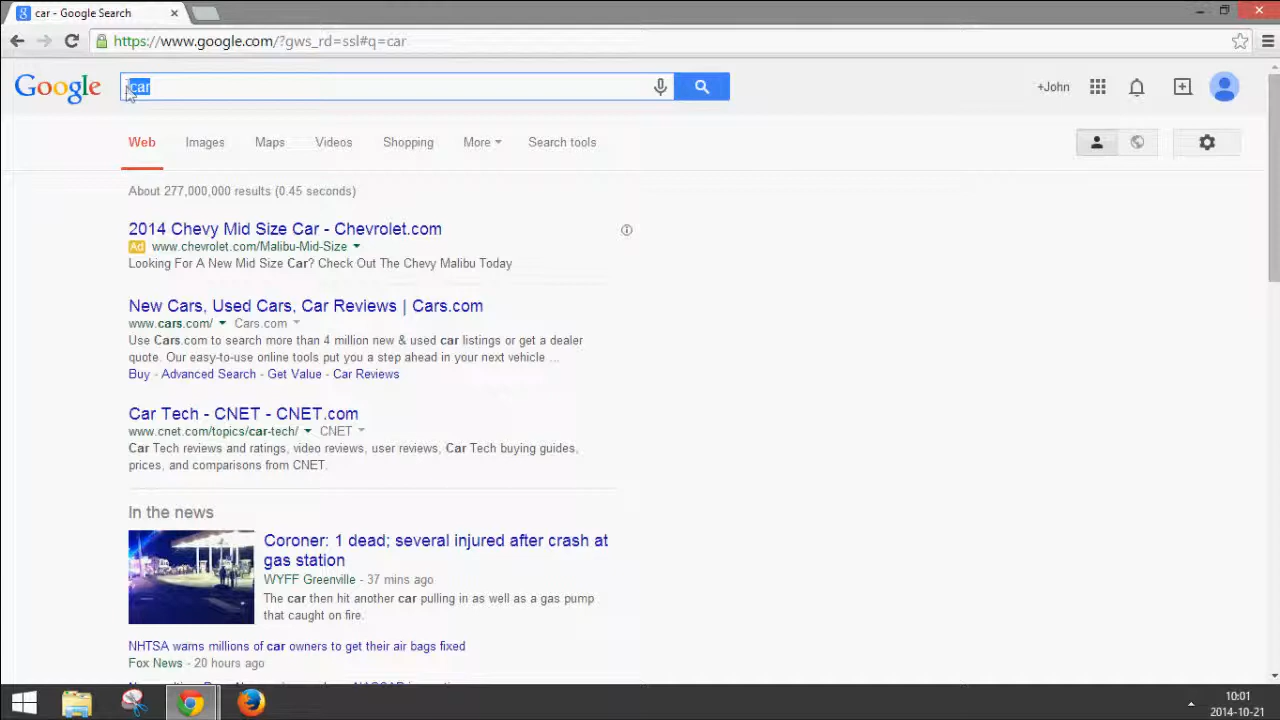 car - Google Search
https://www.google.com/?gws_rd=ssl#q=car
Google
car
+John
Web Images Maps Videos Shopping More Search tools
About 277,000,000 results (0.45 seconds)
2014 Chevy Mid Size Car - Chevrolet.com
Ad www.chevrolet.com/Malibu-Mid-Size
Looking For A New Mid Size Car? Check Out The Chevy Malibu Today
New Cars, Used Cars, Car Reviews | Cars.com
www.cars.com/ Cars.com
Use Cars.com to search more than 4 million new & used car listings or get a dealer
quote. Our easy-to-use online tools put you a step ahead in your next vehicle ...
Buy - Advanced Search - Get Value - Car Reviews
Car Tech - CNET - CNET.com
www.cnet.com/topics/car-tech/ CNET
Car Tech reviews and ratings, video reviews, user reviews, Car Tech buying guides,
prices, and comparisons from CNET.
In the news
Coroner: 1 dead; several injured after crash at
gas station
WYFF Greenville - 37 mins ago
The car then hit another car pulling in as well as a gas pump
that caught on fire.
NHTSA warns millions of car owners to get their air bags fixed
Fox News - 20 hours ago
10:01
2014-10-21